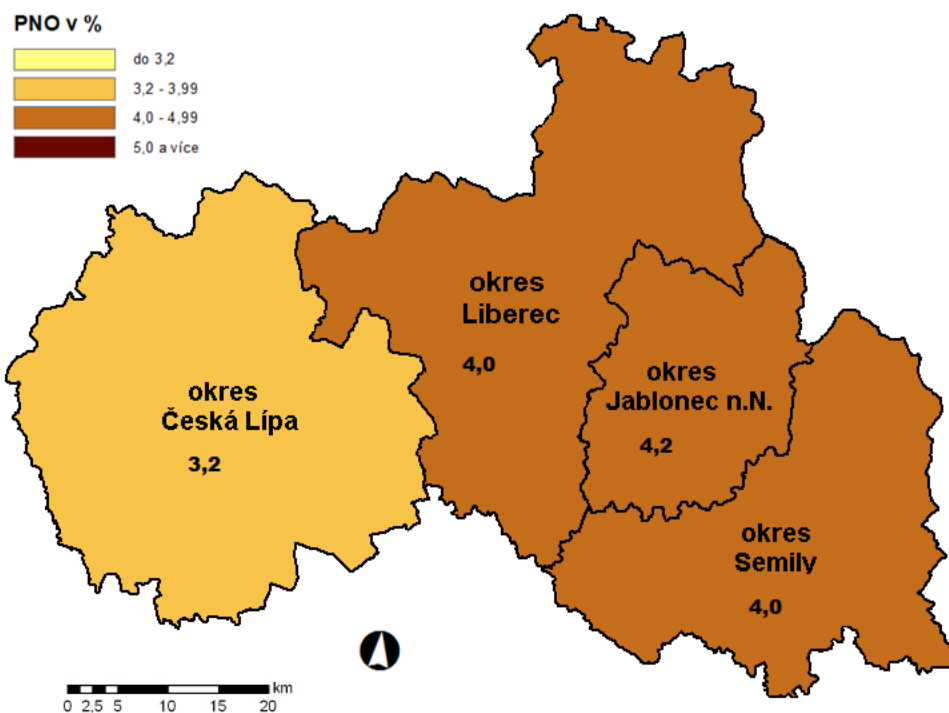 PNO v %
do 3,2
3,2 - 3,99
4,0 - 4,99
5,0 a více
okres
Liberec
4,0
okres
Jablonec n.N.
4,2
okres
Česká Lípa
3,2
okres
Semily
4,0
km
0 2,5 5 10 15 20